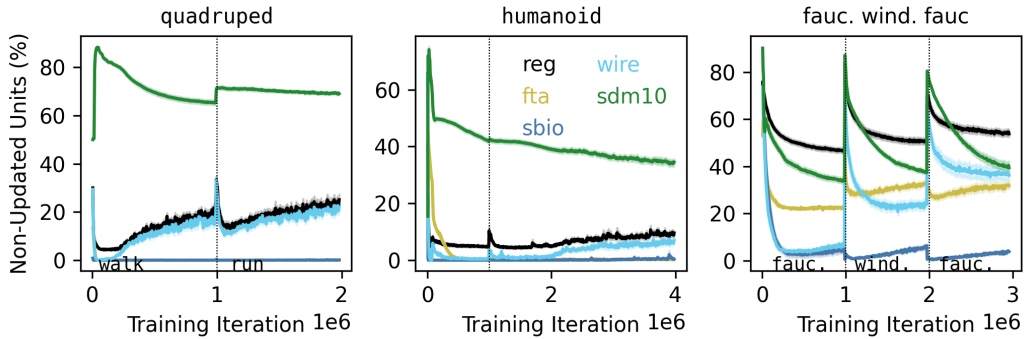 quadruped
humanoid
fauc. wind. fauc
Non-Updated Units (%)
80
60
40
20
0
walk
run
0
1
2
Training Iteration
1e6
60
40
20
0
reg
wire
fta
sdm10
sbio
0
2
4
Training Iteration
1e6
80
60
40
20
0
fauc.
wind.
fauc.
0
1
2
3
Training Iteration
1e6